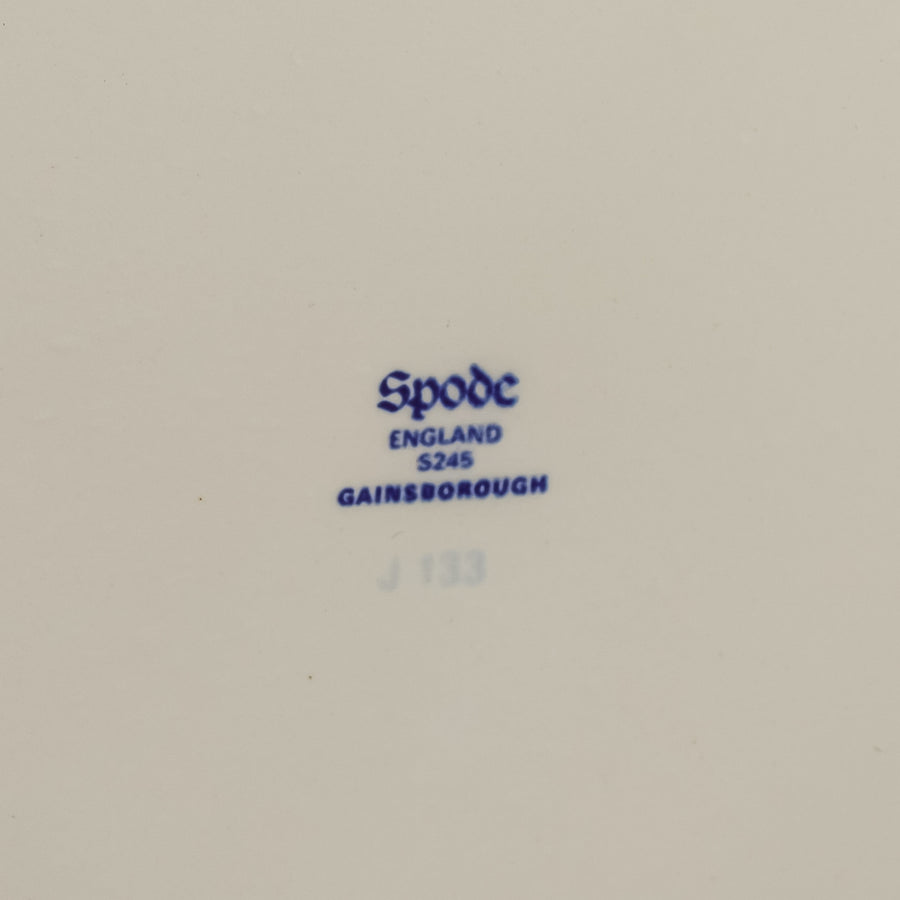 Spode
ENGLAND
S245
GAINSBOROUGH
J 133